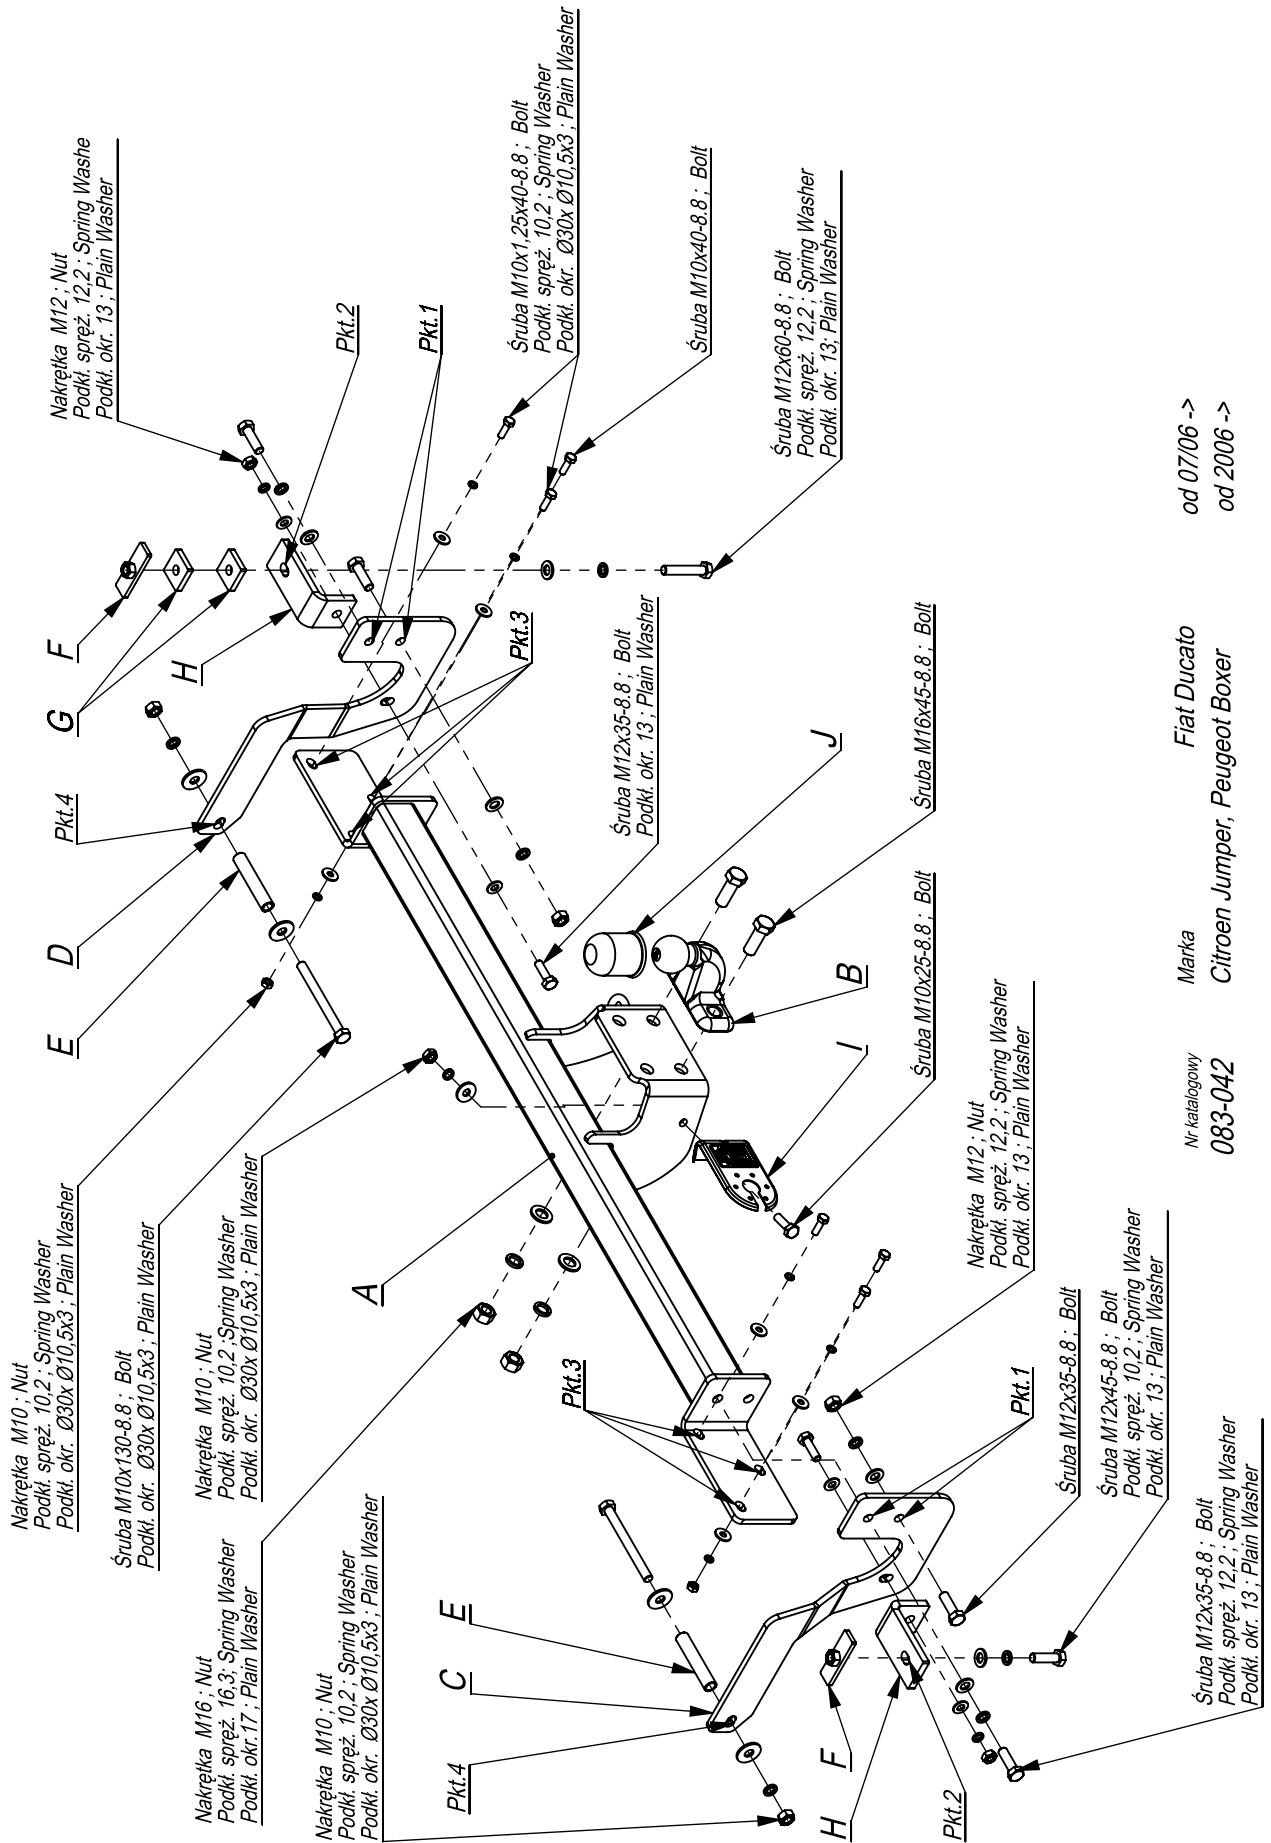 Nakrętka M10 ; Nut
Podkł. spręż. 10,2 ; Spring Washer
Podkł. okr. Ø30x Ø10,5x3 ; Plain Washer
Śruba M10x130-8.8 ; Bolt
Podkł. okr. Ø30x Ø10,5x3 ; Plain Washer
Nakrętka M10 ; Nut
Podkł. spręż. 10,2 ;Spring Washer
Podkł. okr. Ø30x Ø10,5x3 ; Plain Washer
Nakrętka M16 ; Nut
Podkł. spręż. 16,3; Spring Washer
Podkł. okr.17 ; Plain Washer
Nakrętka M10 ; Nut
Podkł. spręż. 10,2 ; Spring Washer
Podkł. okr. Ø30x Ø10,5x3 ; Plain Washer
Nakrętka M12 ; Nut
Podkł. spręż. 12,2 ; Spring Washe
Podkł. okr. 13 ; Plain Washer
E
D
Pkt.4
G
F
H
Pkt.2
Pkt.1
Śruba M10x1,25x40-8.8 ; Bolt
Podkł. spręż. 10,2 ; Spring Washer
Podkł. okr. Ø30x Ø10,5x3 ; Plain Washer
Śruba M10x40-8.8 ; Bolt
Śruba M12x60-8.8 ; Bolt
Podkł. spręż. 12,2 ; Spring Washer
Podkł. okr. 13; Plain Washer
Pkt.3
Śruba M12x35-8.8 ; Bolt
Podkł. okr. 13 ; Plain Washer
A
J
Śruba M16x45-8.8 ; Bolt
B
I
Śruba M10x25-8.8 ; Bolt
Nakrętka M12 ; Nut
Podkł. spręż. 12,2 ; Spring Washer
Podkł. okr. 13 ; Plain Washer
Pkt.3
Pkt.1
C
E
Pkt.4
F
H
Pkt.2
Śruba M12x35-8.8 ; Bolt
Śruba M12x45-8.8 ; Bolt
Podkł. spręż. 10,2 ; Spring Washer
Podkł. okr. 13 ; Plain Washer
Śruba M12x35-8.8 ; Bolt
Podkł. spręż. 12,2 ; Spring Washer
Podkł. okr. 13 ; Plain Washer
Nr katalogowy
083-042
Marka
Fiat Ducato
od 07/06 ->
Citroen Jumper, Peugeot Boxer
od 2006 ->